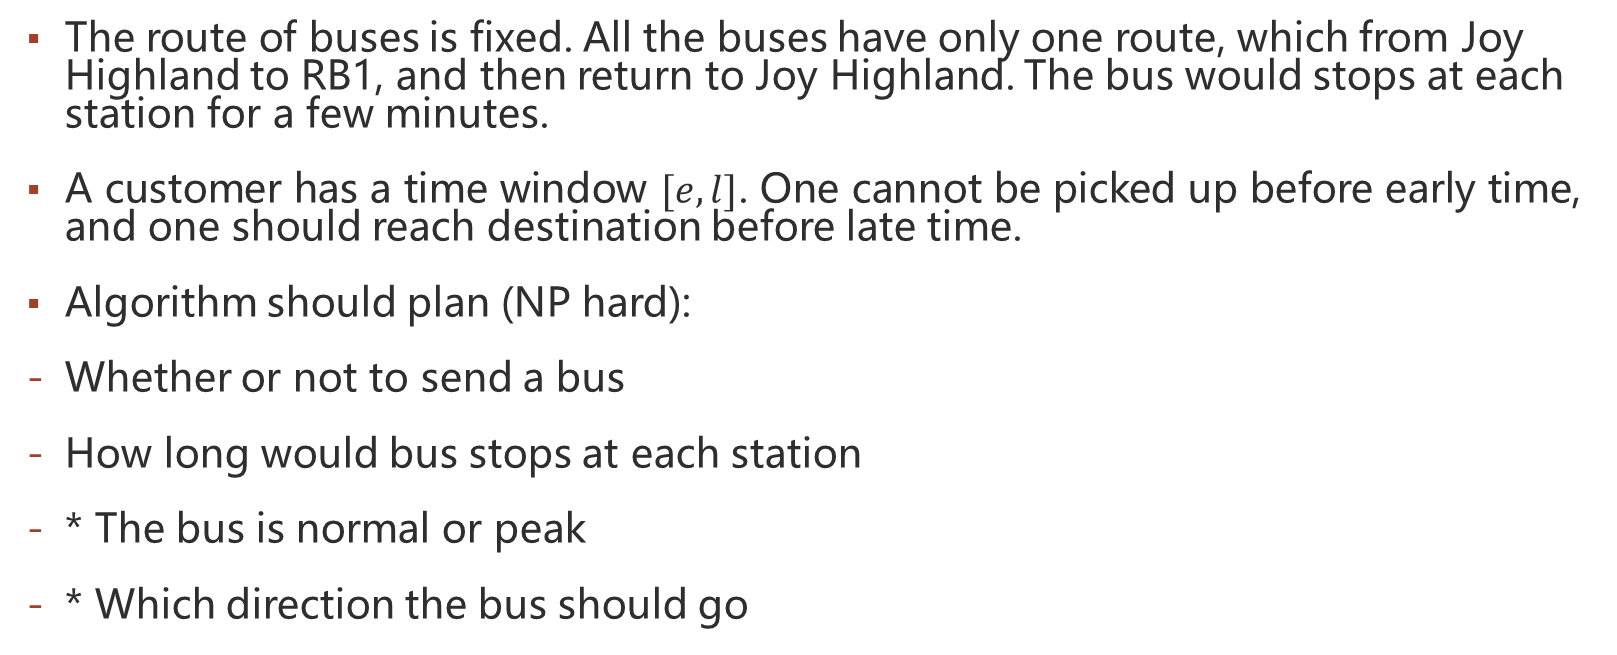 ▪ The route of buses is fixed. All the buses have only one route, which from Joy
Highland to RB1, and then return to Joy Highland. The bus would stops at each
station for a few minutes.
▪ A customer has a time window [e, l]. One cannot be picked up before early time,
and one should reach destination before late time.
▪ Algorithm should plan (NP hard):
- Whether or not to send a bus
- How long would bus stops at each station
- * The bus is normal or peak
- * Which direction the bus should go